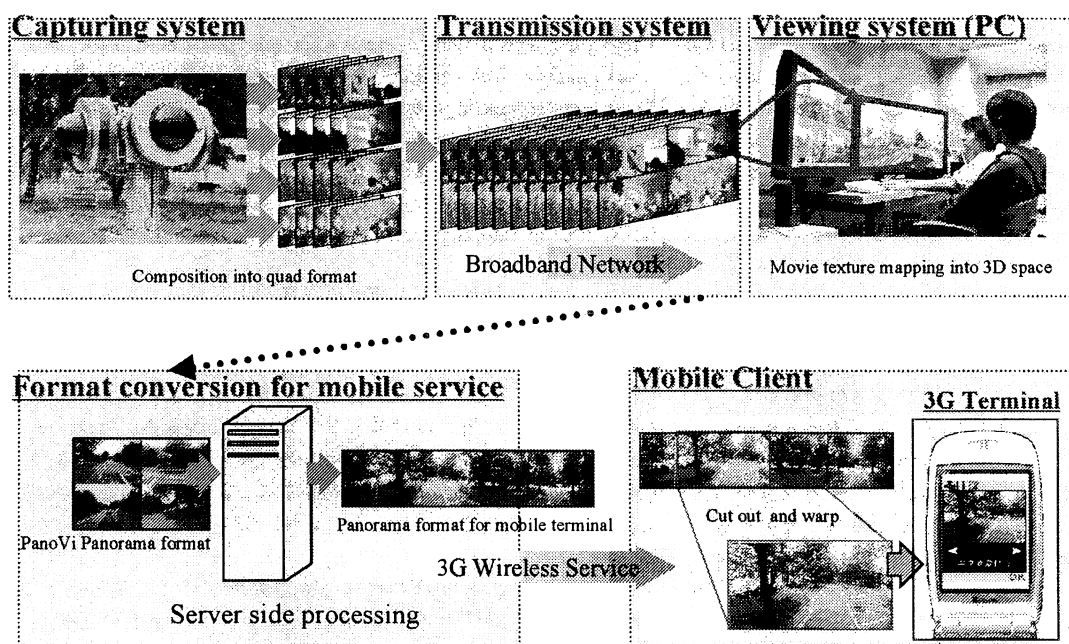 Capturing system
Transmission system
Viewing system (PC)
Composition into quad format
Broadband Network
Movie texture mapping into 3D space
Format conversion for mobile service
Mobile Client
3G Terminal
PanoVi Panorama format
Panorama format for mobile terminal
Cut out and warp
3G Wireless Service
Server side processing
OK